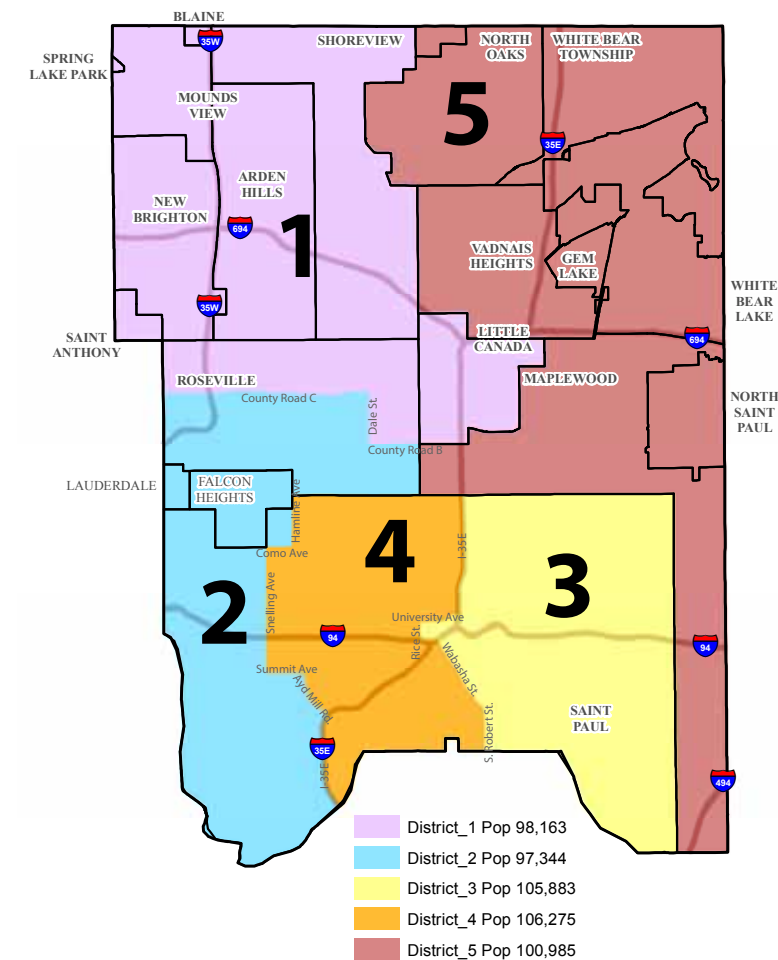 BLAINE
35W
SHOREVIEW
NORTH
OAKS
WHITE BEAR
TOWNSHIP
SPRING
LAKE PARK
MOUNDS
VIEW
5
35E
ARDEN
HILLS
NEW
BRIGHTON
694
1
VADNAIS
HEIGHTS
GEM
LAKE
35W
WHITE
BEAR
LAKE
SAINT
ANTHONY
LITTLE
CANADA
694
ROSEVILLE
MAPLEWOOD
County Road C
Dale St.
NORTH
SAINT
PAUL
County Road B
LAUDERDALE
FALCON
HEIGHTS
Hamline Ave
Como Ave
4
I-35E
3
2
Snelling Ave
University Ave
94
Rice St.
94
Summit Ave
Wabasha St.
Ayd Mill Rd.
SAINT
PAUL
S. Robert St.
35E
I-35E
494
District_1 Pop 98,163
District_2 Pop 97,344
District_3 Pop 105,883
District_4 Pop 106,275
District_5 Pop 100,985